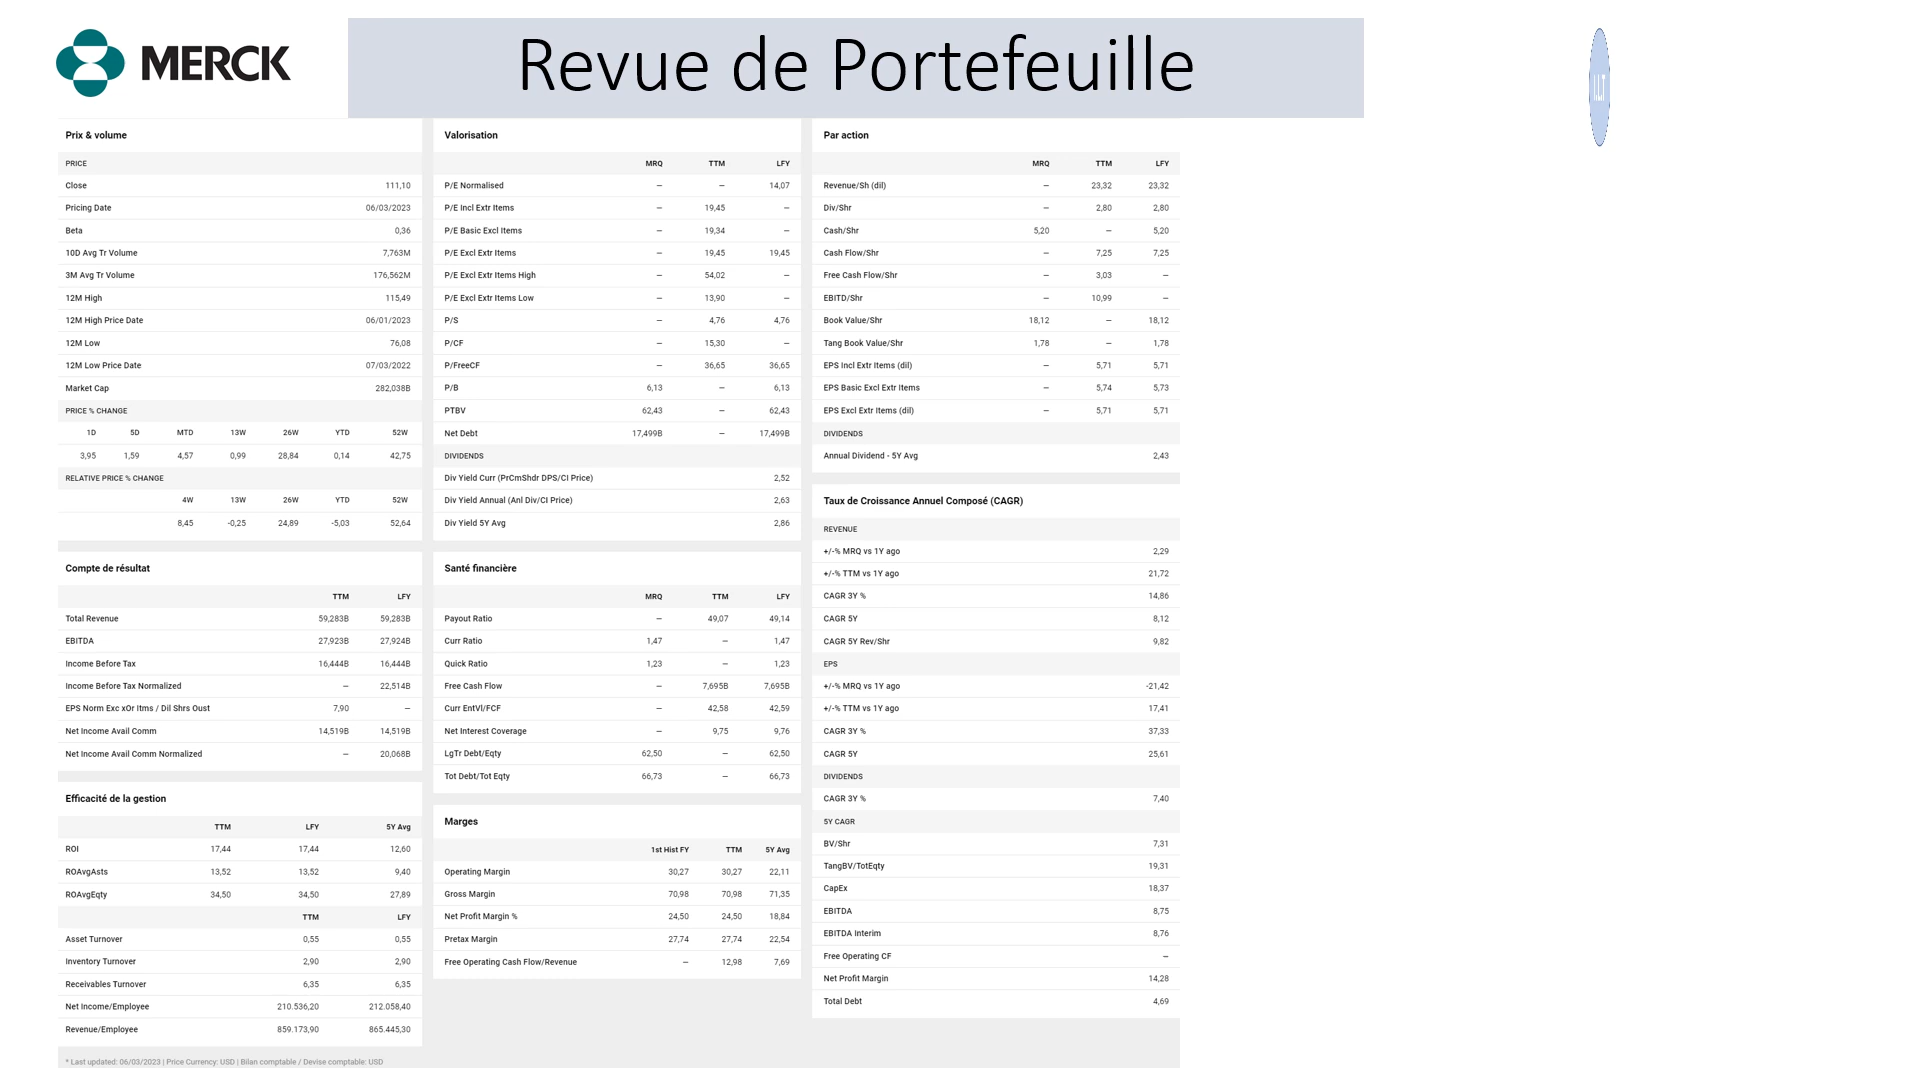 MERCK
Revue de Portefeuille
Prix & volume
PRICE
Close 111,10
Pricing Date 06/03/2023
Beta 0,36
10D Avg Tr Volume 7,763M
3M Avg Tr Volume 176,562M
12M High 115,49
12M High Price Date 06/01/2023
12M Low 76,08
12M Low Price Date 07/03/2022
Market Cap 282,038B
PRICE % CHANGE
1D 5D MTD 13W 26W YTD 52W
3,95 1,59 4,57 0,99 28,84 0,14 42,75
RELATIVE PRICE % CHANGE
4W 13W 26W YTD 52W
8,45 -0,25 24,89 -5,03 52,64
Compte de résultat
TTM LFY
Total Revenue 59,283B 59,283B
EBITDA 27,923B 27,924B
Income Before Tax 16,444B 16,444B
Income Before Tax Normalized – 22,514B
EPS Norm Exc xOr Itms / Dil Shrs Oust 7,90 –
Net Income Avail Comm 14,519B 14,519B
Net Income Avail Comm Normalized – 20,068B
Efficacité de la gestion
TTM LFY 5Y Avg
ROI 17,44 17,44 12,60
ROAvgAsts 13,52 13,52 9,40
ROAvgEqty 34,50 34,50 27,89
TTM LFY
Asset Turnover 0,55 0,55
Inventory Turnover 2,90 2,90
Receivables Turnover 6,35 6,35
Net Income/Employee 210.536,20 212.058,40
Revenue/Employee 859.173,90 865.445,30
* Last updated: 06/03/2023 | Price Currency: USD | Bilan comptable / Devise comptable: USD
Valorisation
MRQ TTM LFY
P/E Normalised – – 14,07
P/E Incl Extr Items – 19,45 –
P/E Basic Excl Items – 19,34 –
P/E Excl Extr Items – 19,45 19,45
P/E Excl Extr Items High – 54,02 –
P/E Excl Extr Items Low – 13,90 –
P/S – 4,76 4,76
P/CF – 15,30 –
P/FreeCF – 36,65 36,65
P/B 6,13 – 6,13
PTBV 62,43 – 62,43
Net Debt 17,499B – 17,499B
DIVIDENDS
Div Yield Curr (PrCmShdr DPS/Cl Price) 2,52
Div Yield Annual (Anl Div/Cl Price) 2,63
Div Yield 5Y Avg 2,86
Santé financière
MRQ TTM LFY
Payout Ratio – 49,07 49,14
Curr Ratio 1,47 – 1,47
Quick Ratio 1,23 – 1,23
Free Cash Flow – 7,695B 7,695B
Curr EntVl/FCF – 42,58 42,59
Net Interest Coverage – 9,75 9,76
LgTr Debt/Eqty 62,50 – 62,50
Tot Debt/Tot Eqty 66,73 – 66,73
Marges
1st Hist FY TTM 5Y Avg
Operating Margin 30,27 30,27 22,11
Gross Margin 70,98 70,98 71,35
Net Profit Margin % 24,50 24,50 18,84
Pretax Margin 27,74 27,74 22,54
Free Operating Cash Flow/Revenue – 12,98 7,69
Par action
MRQ TTM LFY
Revenue/Sh (dil) – 23,32 23,32
Div/Shr – 2,80 2,80
Cash/Shr 5,20 – 5,20
Cash Flow/Shr – 7,25 7,25
Free Cash Flow/Shr – 3,03 –
EBITD/Shr – 10,99 –
Book Value/Shr 18,12 – 18,12
Tang Book Value/Shr 1,78 – 1,78
EPS Incl Extr Items (dil) – 5,71 5,71
EPS Basic Excl Extr Items – 5,74 5,73
EPS Excl Extr Items (dil) – 5,71 5,71
DIVIDENDS
Annual Dividend - 5Y Avg 2,43
Taux de Croissance Annuel Composé (CAGR)
REVENUE
+/-% MRQ vs 1Y ago 2,29
+/-% TTM vs 1Y ago 21,72
CAGR 3Y % 14,86
CAGR 5Y 8,12
CAGR 5Y Rev/Shr 9,82
EPS
+/-% MRQ vs 1Y ago -21,42
+/-% TTM vs 1Y ago 17,41
CAGR 3Y % 37,33
CAGR 5Y 25,61
DIVIDENDS
CAGR 3Y % 7,40
5Y CAGR
BV/Shr 7,31
TangBV/TotEqty 19,31
CapEx 18,37
EBITDA 8,75
EBITDA Interim 8,76
Free Operating CF –
Net Profit Margin 14,28
Total Debt 4,69